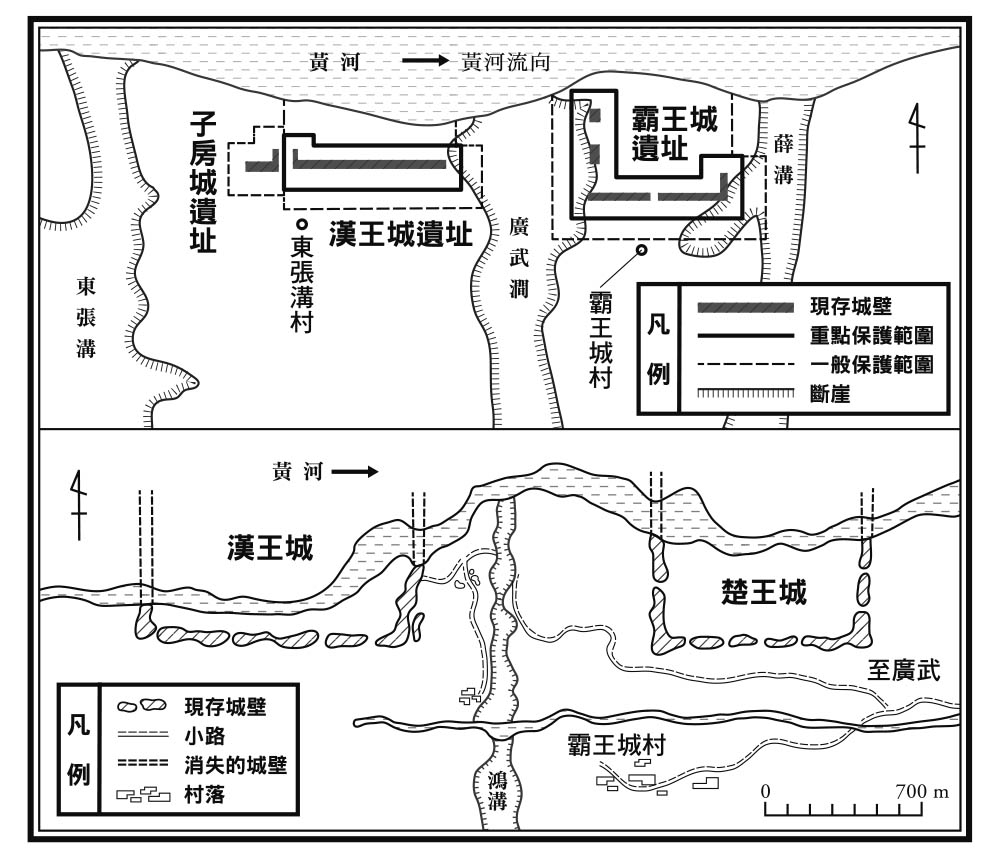 黃河
黃河流向
子房城遺址
霸王城
遺址
薛溝
漢王城遺址
東張溝村
廣武澗
東張溝
霸王城村
凡例
現存城壁
重點保護範圍
一般保護範圍
斷崖
黃河
漢王城
楚王城
至廣武
霸王城村
鴻溝
凡例
現存城壁
小路
消失的城壁
村落
0
700 m